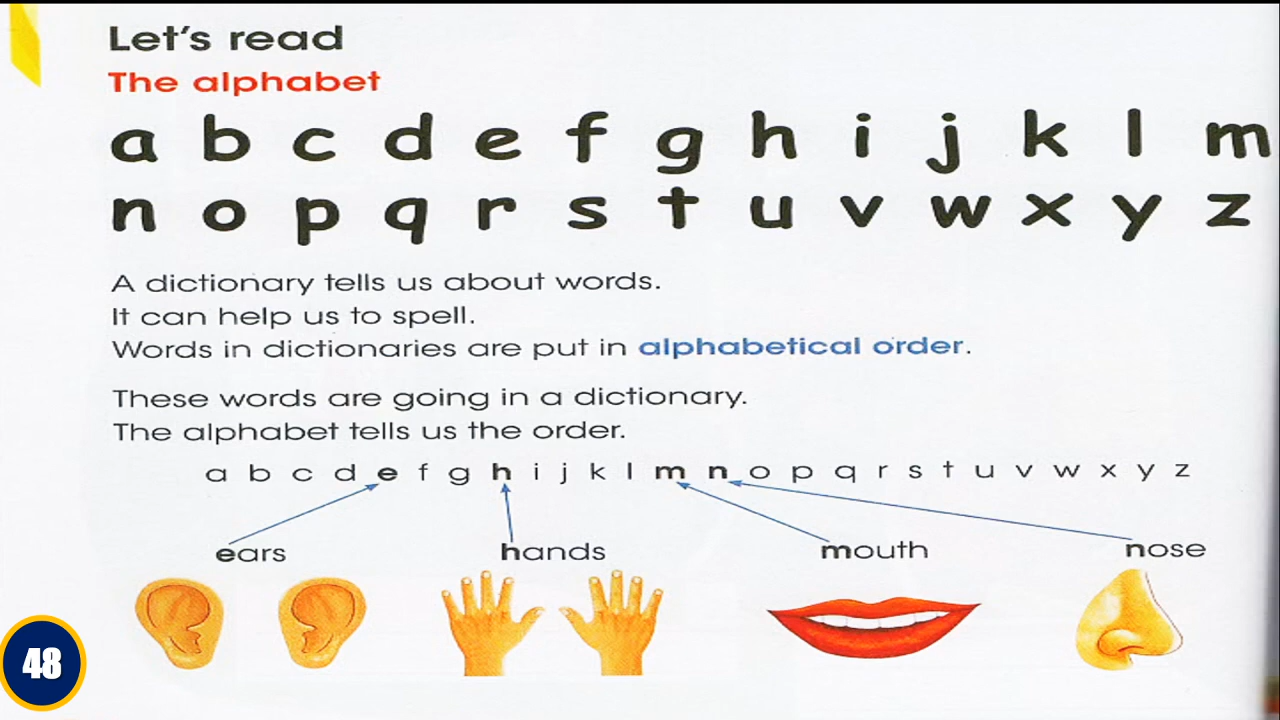 Let's read
The alphabet
a b c d e f g h i j k l m
n o p q r s t u v w x y z
A dictionary tells us about words.
It can help us to spell.
Words in dictionaries are put in alphabetical order.
These words are going in a dictionary.
The alphabet tells us the order.
a b c d e f g h i j k l m n o p q r s t u v w x y z
ears hands mouth nose
48